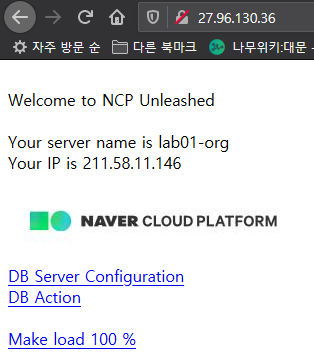 27.96.130.36
자주 방문 순
다른 북마크
나무위키:대문
Welcome to NCP Unleashed
Your server name is lab01-org
Your IP is 211.58.11.146
NAVER CLOUD PLATFORM
DB Server Configuration
DB Action
Make load 100 %